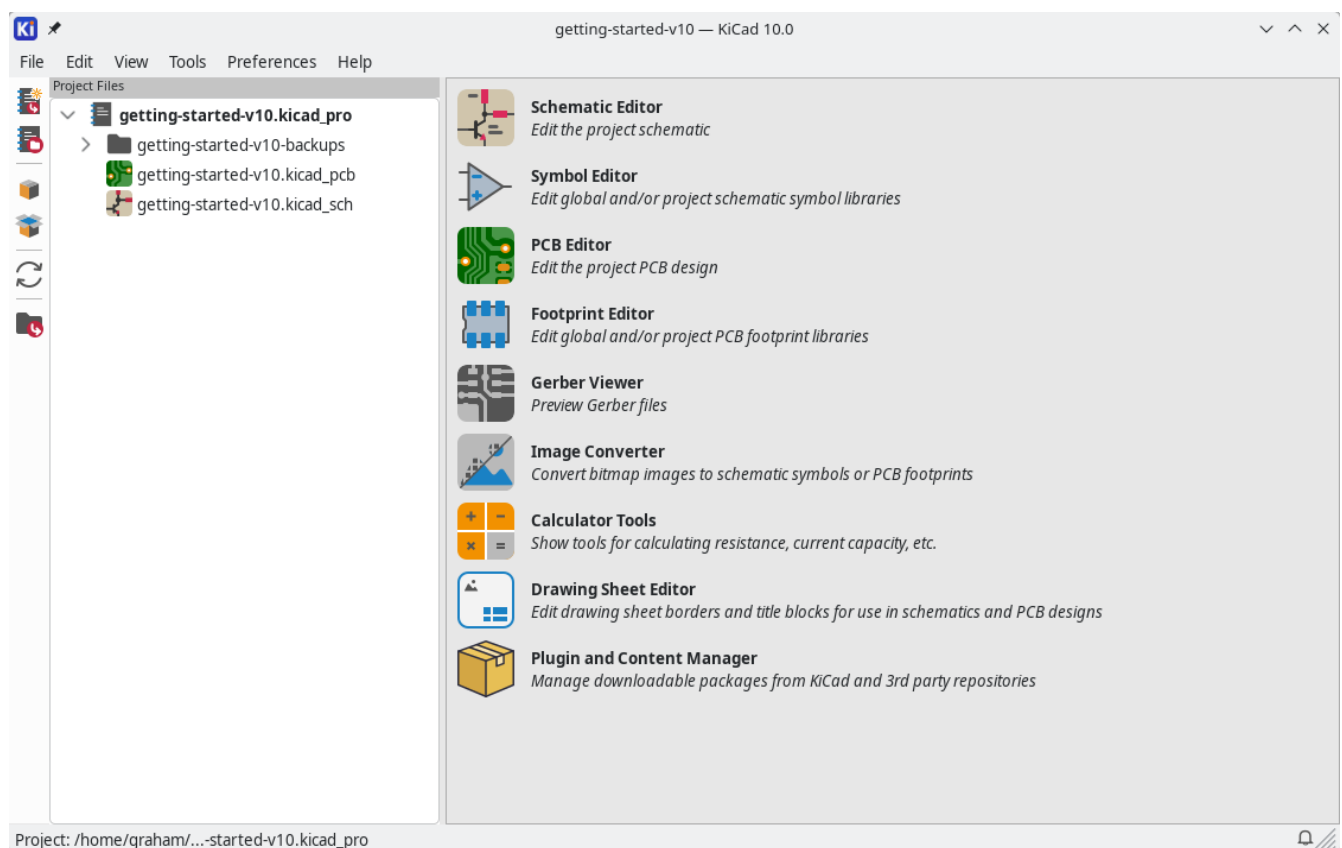 Ki
getting-started-v10 — KiCad 10.0
File Edit View Tools Preferences Help
Project Files
getting-started-v10.kicad_pro
getting-started-v10-backups
getting-started-v10.kicad_pcb
getting-started-v10.kicad_sch
Schematic Editor
Edit the project schematic
Symbol Editor
Edit global and/or project schematic symbol libraries
PCB Editor
Edit the project PCB design
Footprint Editor
Edit global and/or project PCB footprint libraries
Gerber Viewer
Preview Gerber files
Image Converter
Convert bitmap images to schematic symbols or PCB footprints
Calculator Tools
Show tools for calculating resistance, current capacity, etc.
Drawing Sheet Editor
Edit drawing sheet borders and title blocks for use in schematics and PCB designs
Plugin and Content Manager
Manage downloadable packages from KiCad and 3rd party repositories
Project: /home/graham/...-started-v10.kicad_pro